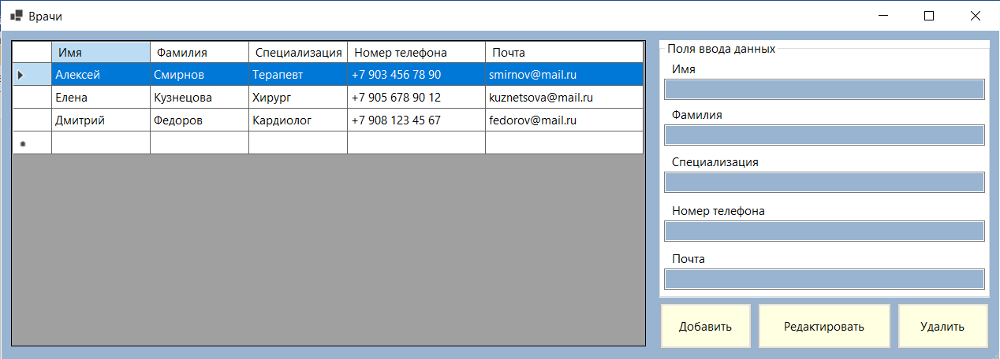 Врачи
Имя Фамилия Специализация Номер телефона Почта
Алексей Смирнов Терапевт +7 903 456 78 90 smirnov@mail.ru
Елена Кузнецова Хирург +7 905 678 90 12 kuznetsova@mail.ru
Дмитрий Федоров Кардиолог +7 908 123 45 67 fedorov@mail.ru
Поля ввода данных
Имя
Фамилия
Специализация
Номер телефона
Почта
Добавить Редактировать Удалить